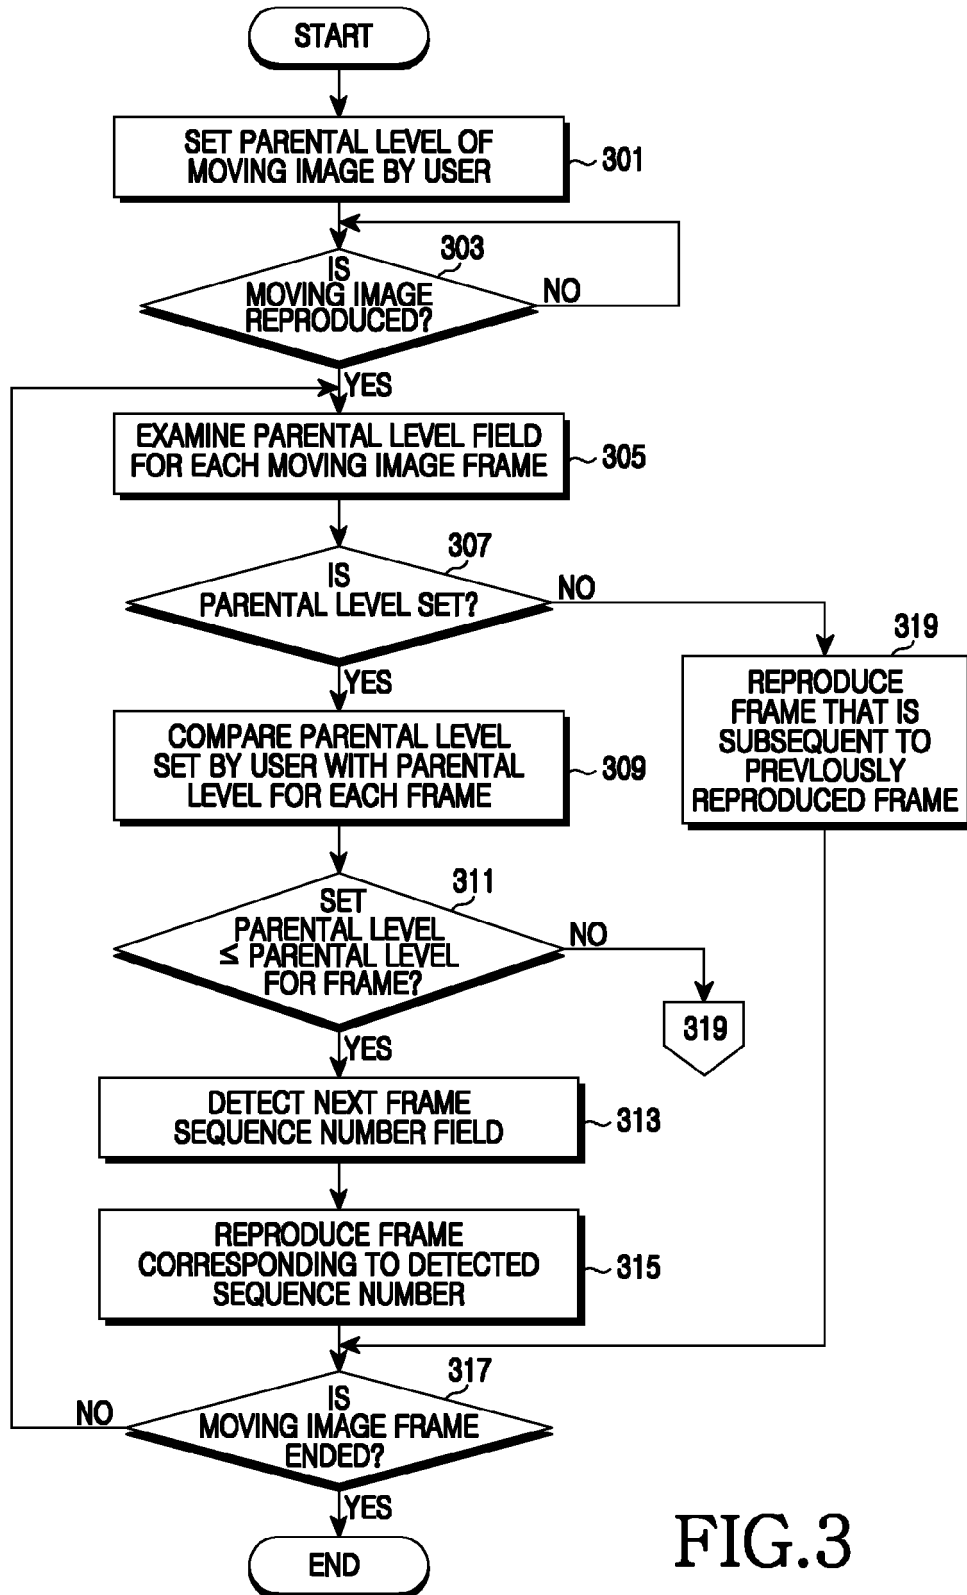 START
SET PARENTAL LEVEL OF
MOVING IMAGE BY USER
301
303
IS
MOVING IMAGE
REPRODUCED?
NO
YES
EXAMINE PARENTAL LEVEL FIELD
FOR EACH MOVING IMAGE FRAME
305
307
IS
PARENTAL LEVEL SET?
NO
YES
319
REPRODUCE
FRAME THAT IS
SUBSEQUENT TO
PREVLOUSLY
REPRODUCED FRAME
COMPARE PARENTAL LEVEL
SET BY USER WITH PARENTAL
LEVEL FOR EACH FRAME
309
311
SET
PARENTAL LEVEL
≤ PARENTAL LEVEL
FOR FRAME?
NO
319
YES
DETECT NEXT FRAME
SEQUENCE NUMBER FIELD
313
REPRODUCE FRAME
CORRESPONDING TO DETECTED
SEQUENCE NUMBER
315
317
IS
MOVING IMAGE FRAME
ENDED?
NO
YES
END
FIG.3